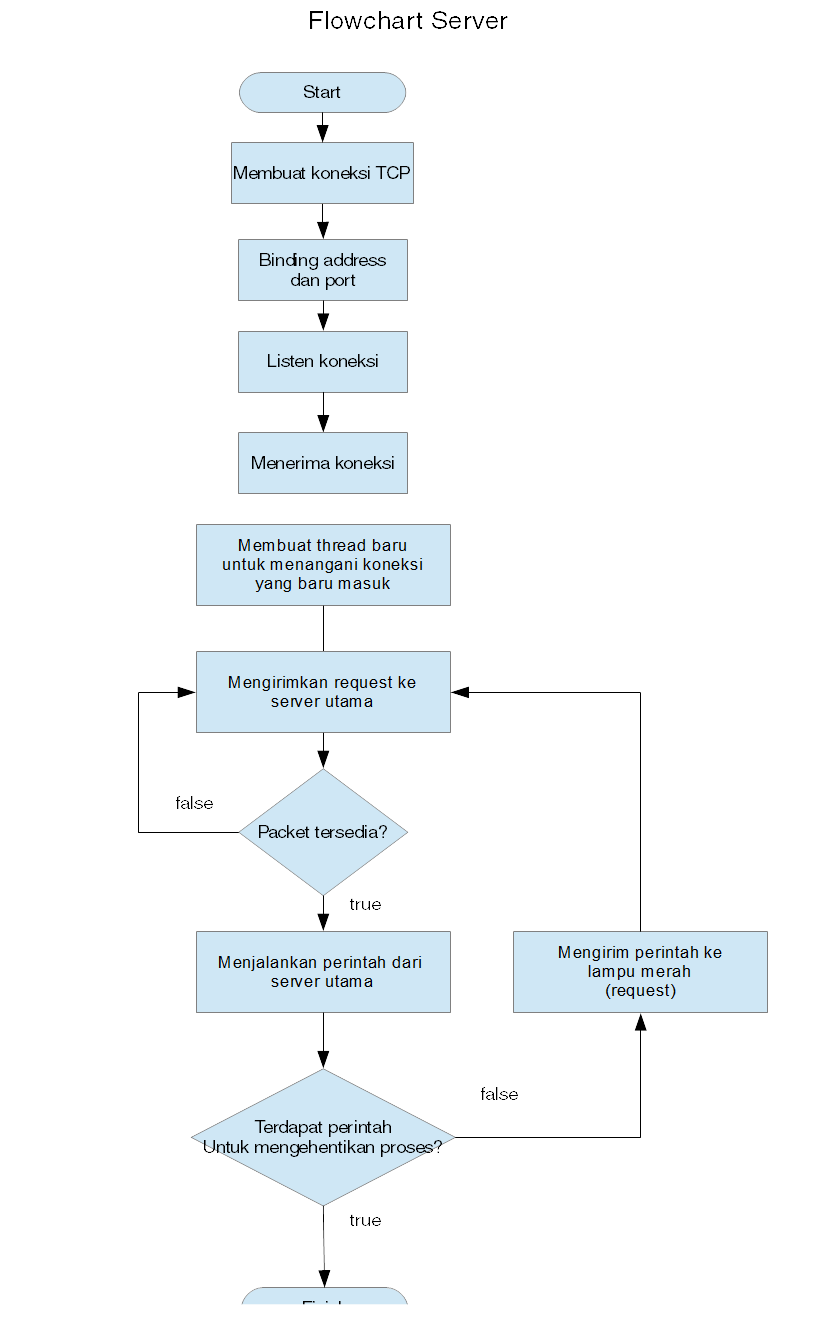 Flowchart Server
Start
Membuat koneksi TCP
Binding address
dan port
Listen koneksi
Menerima koneksi
Membuat thread baru
untuk menangani koneksi
yang baru masuk
Mengirimkan request ke
server utama
false
Packet tersedia?
true
Menjalankan perintah dari
server utama
Mengirim perintah ke
lampu merah
(request)
false
Terdapat perintah
Untuk mengehentikan proses?
true